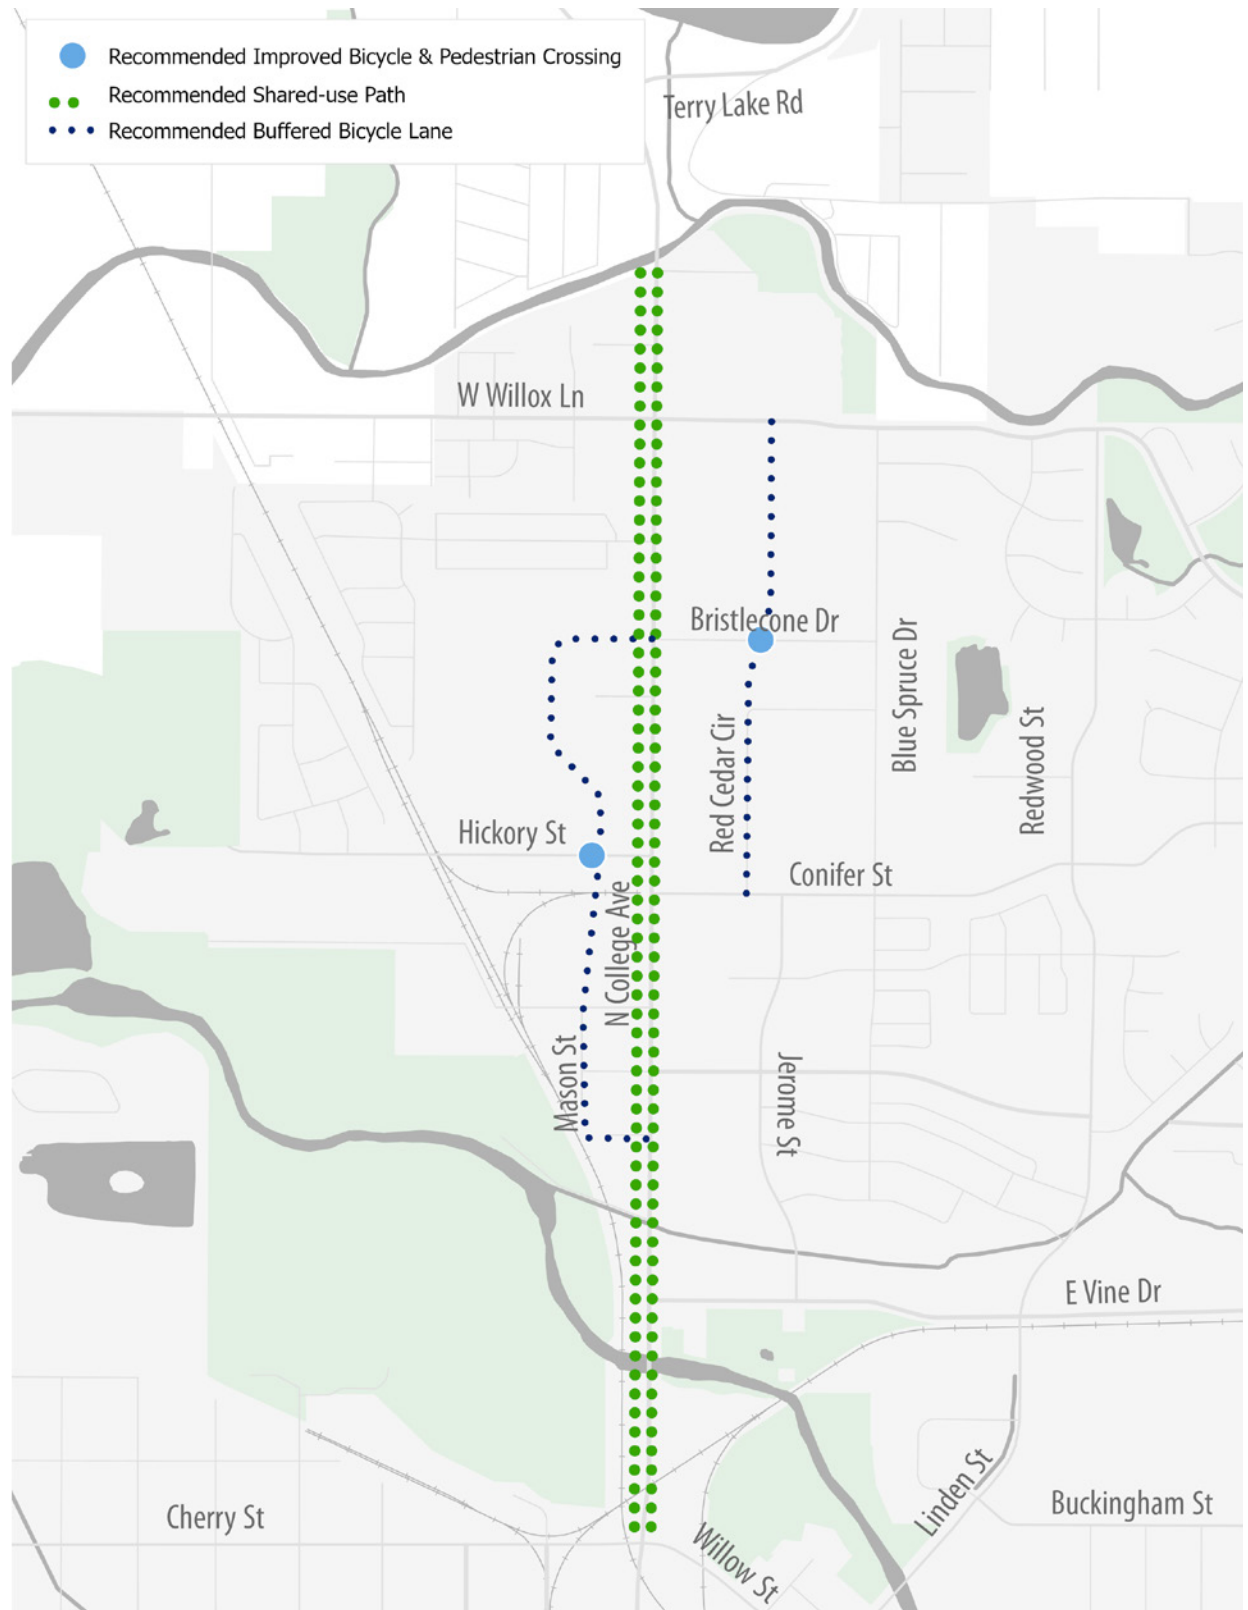 Recommended Improved Bicycle & Pedestrian Crossing
Recommended Shared-use Path
Recommended Buffered Bicycle Lane
Terry Lake Rd
W Willox Ln
Bristlecone Dr
Blue Spruce Dr
Redwood St
Red Cedar Cir
Hickory St
Conifer St
N College Ave
Mason St
Jerome St
E Vine Dr
Linden St
Buckingham St
Cherry St
Willow St